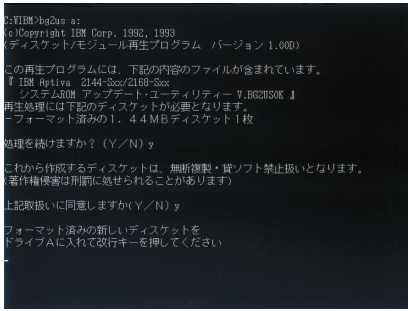 C:¥IBM>bg2us a:
(c)Copyright IBM Corp. 1992, 1993
(ディスケット/モジュール再生プログラム　バージョン 1.00D)
この再生プログラムには、下記の内容のファイルが含まれています。
『 IBM Aptiva 2144-Sxx/2168-Sxx
システムROM アップデート・ユーティリティー V.BG2USOK 』
再生処理には下記のディスケットが必要となります。
-フォーマット済みの1．44MBディスケット1枚
処理を続けますか？（Y／N）y
これから作成するディスケットは、無断複製・貸ソフト禁止扱いとなります。
(著作権侵害は刑罰に処せられることがあります)
上記取扱いに同意しますか(Y／N）y
フォーマット済みの新しいディスケットを
ドライブAに入れて改行キーを押してください